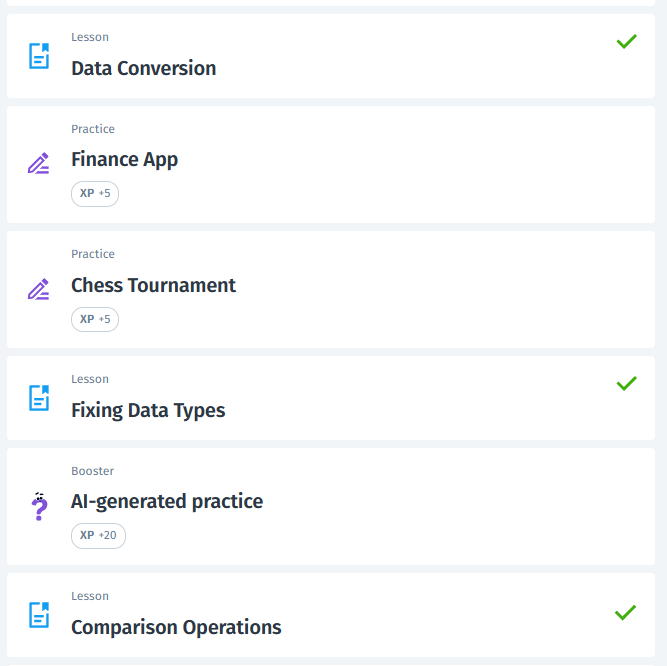 Lesson
Data Conversion
Practice
Finance App
XP +5
Practice
Chess Tournament
XP +5
Lesson
Fixing Data Types
Booster
AI-generated practice
XP +20
Lesson
Comparison Operations